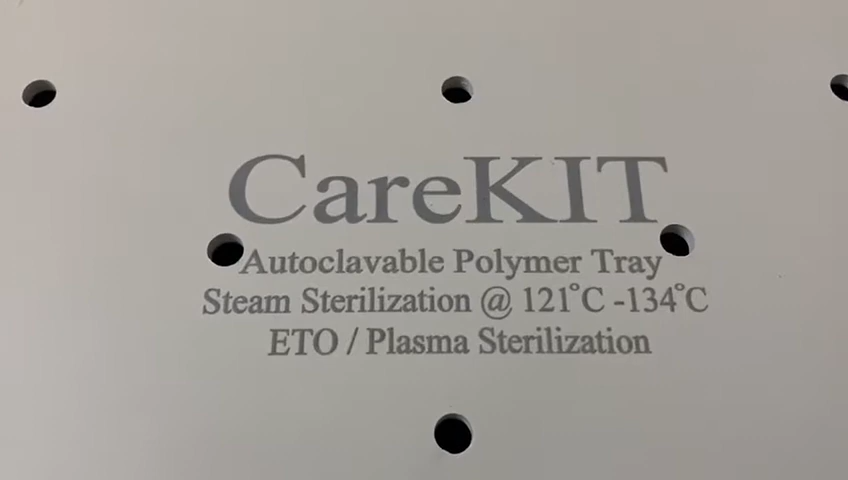 CareKIT
Autoclavable Polymer Tray
Steam Sterilization @ 121°C -134°C
ETO / Plasma Sterilization